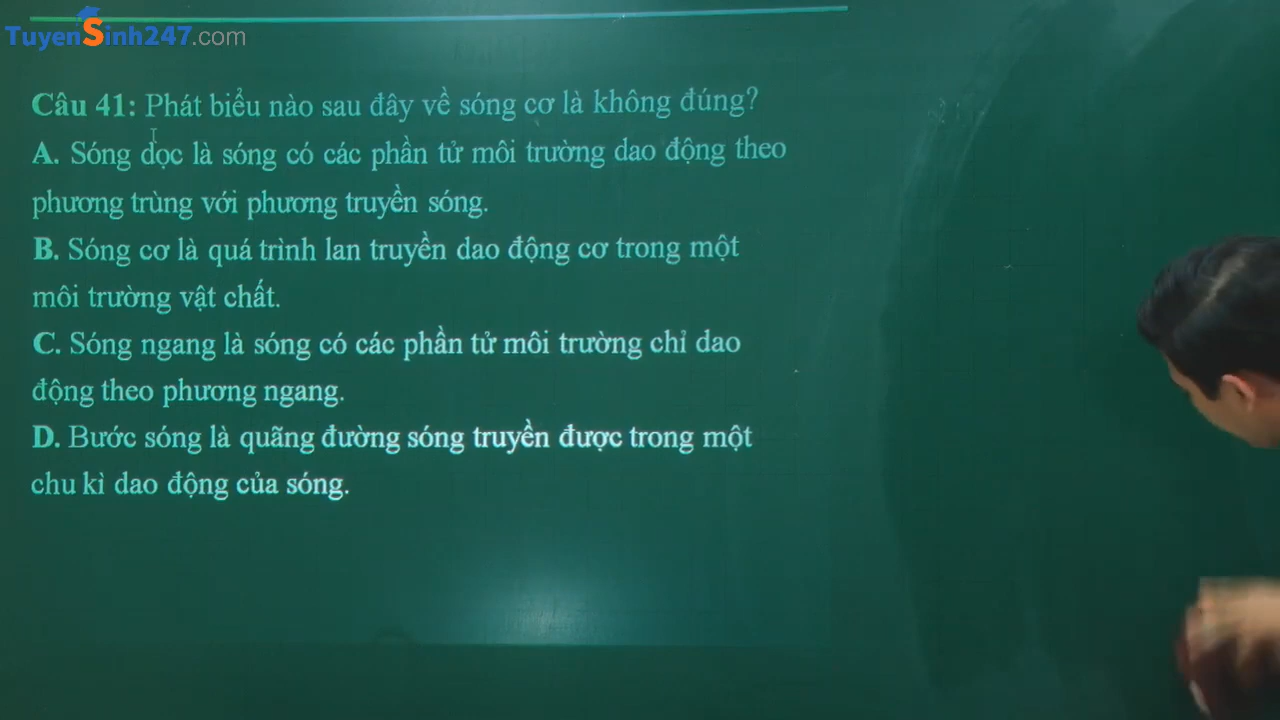 TuyenSinh247.com
Câu 41: Phát biểu nào sau đây về sóng cơ là không đúng?
A. Sóng dọc là sóng có các phần tử môi trường dao động theo
phương trùng với phương truyền sóng.
B. Sóng cơ là quá trình lan truyền dao động cơ trong một
môi trường vật chất.
C. Sóng ngang là sóng có các phần tử môi trường chỉ dao
động theo phương ngang.
D. Bước sóng là quãng đường sóng truyền được trong một
chu kì dao động của sóng.